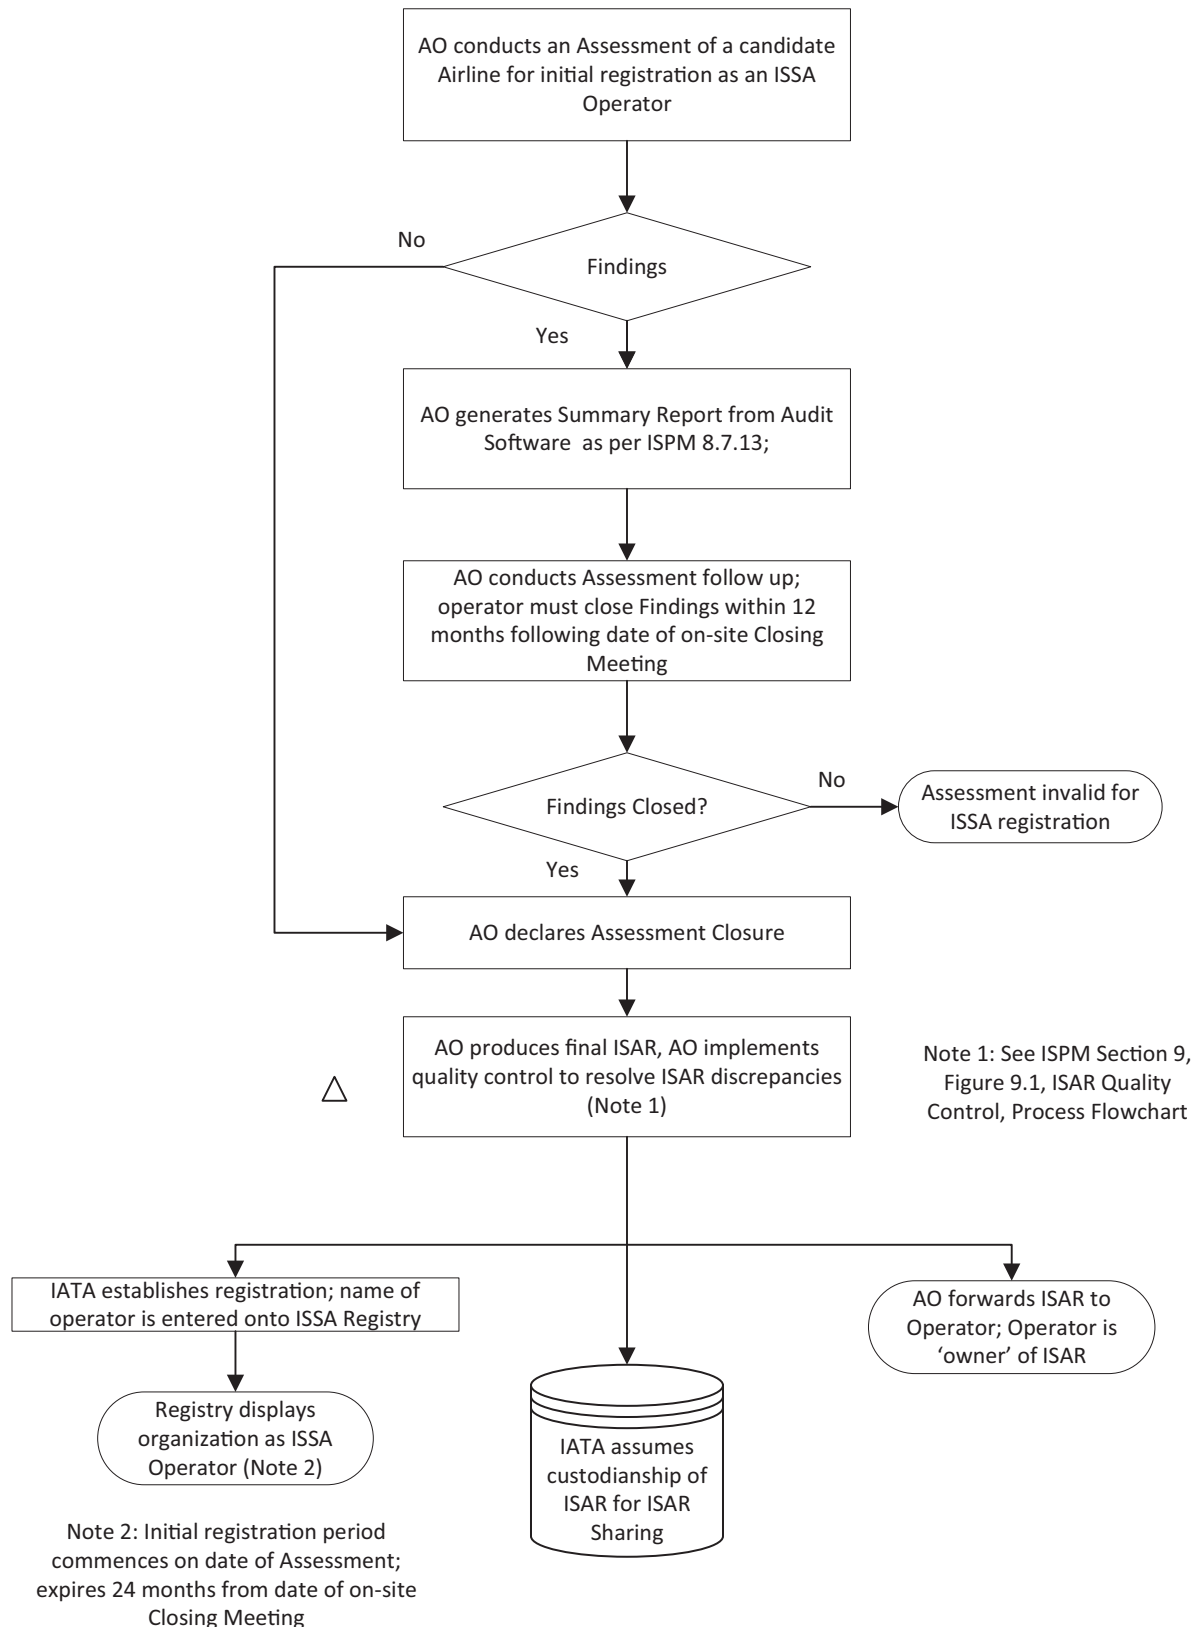 AO conducts an Assessment of a candidate
Airline for initial registration as an ISSA
Operator
No
Findings
Yes
AO generates Summary Report from Audit
Software as per ISPM 8.7.13;
AO conducts Assessment follow up;
operator must close Findings within 12
months following date of on-site Closing
Meeting
No
Findings Closed?
Assessment invalid for
ISSA registration
Yes
AO declares Assessment Closure
AO produces final ISAR, AO implements
quality control to resolve ISAR discrepancies
(Note 1)
Note 1: See ISPM Section 9,
Figure 9.1, ISAR Quality
Control, Process Flowchart
IATA establishes registration; name of
operator is entered onto ISSA Registry
AO forwards ISAR to
Operator; Operator is
‘owner’ of ISAR
Registry displays
organization as ISSA
Operator (Note 2)
IATA assumes
custodianship of
ISAR for ISAR
Sharing
Note 2: Initial registration period
commences on date of Assessment;
expires 24 months from date of on-site
Closing Meeting